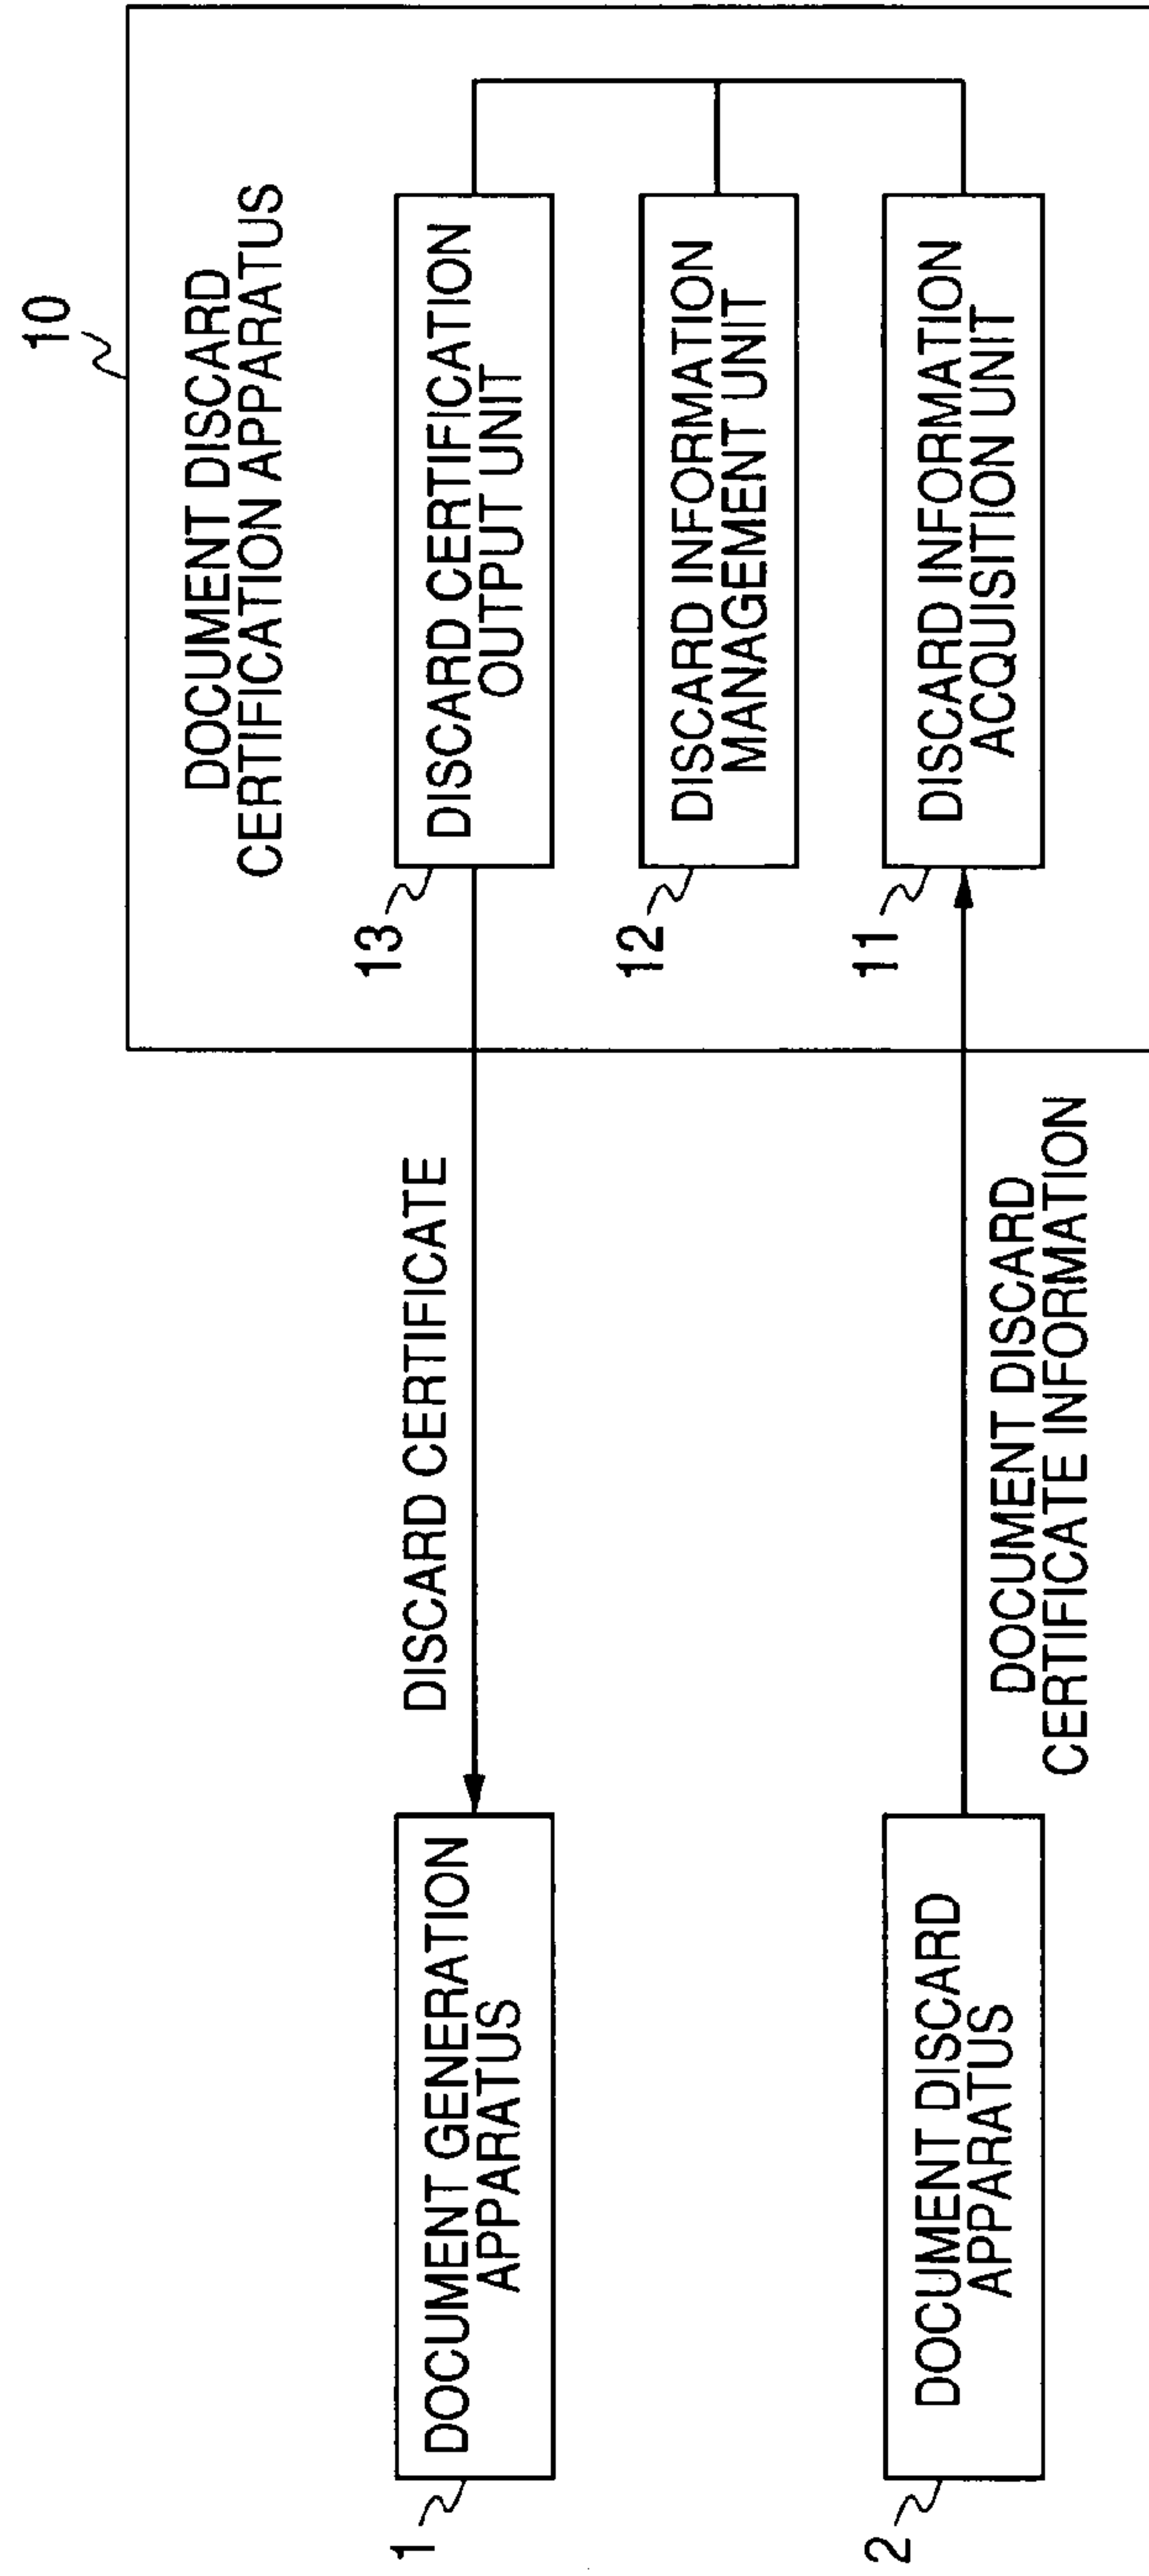 10
DOCUMENT DISCARD
CERTIFICATION APPARATUS
1
DOCUMENT GENERATION
APPARATUS
DISCARD CERTIFICATE
13
DISCARD CERTIFICATION
OUTPUT UNIT
12
DISCARD INFORMATION
MANAGEMENT UNIT
2
DOCUMENT DISCARD
APPARATUS
DOCUMENT DISCARD
CERTIFICATE INFORMATION
11
DISCARD INFORMATION
ACQUISITION UNIT